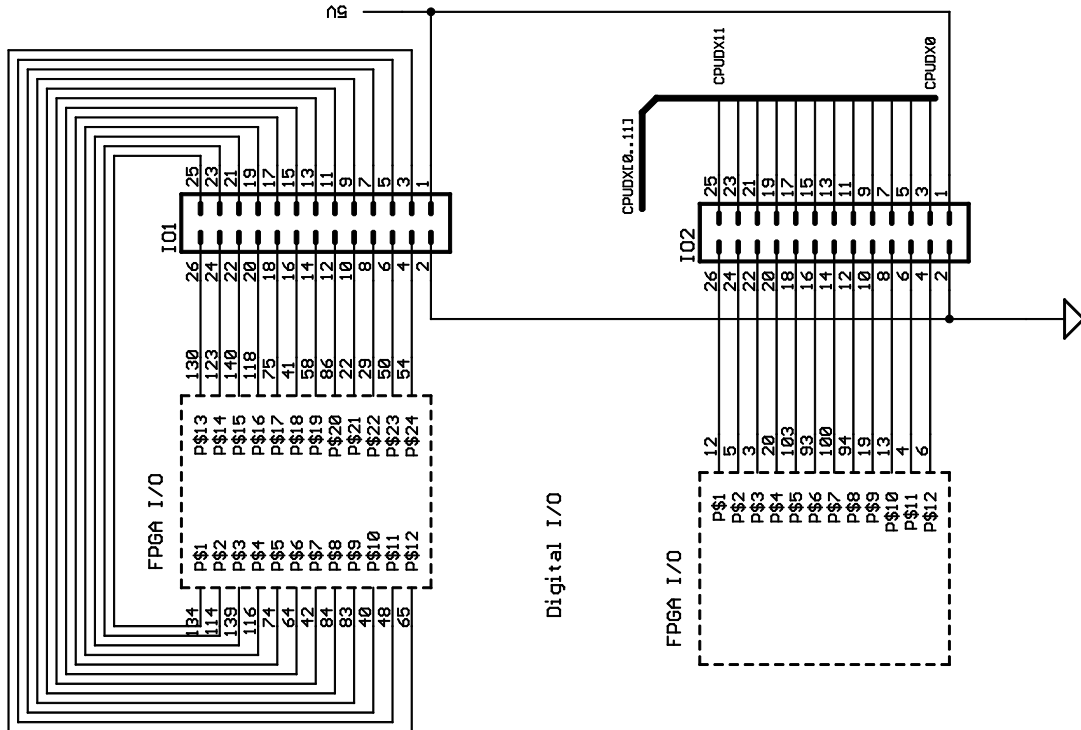 5V
CPUDX11
CPUDX0
CPUDX[0..11]
IO1
25 23 21 19 17 15 13 11 9 7 5 3 1
26 24 22 20 18 16 14 12 10 8 6 4 2
IO2
25 23 21 19 17 15 13 11 9 7 5 3 1
26 24 22 20 18 16 14 12 10 8 6 4 2
130 123 140 118 75 41 58 86 22 29 50 54
P$13 P$14 P$15 P$16 P$17 P$18 P$19 P$20 P$21 P$22 P$23 P$24
FPGA I/O
P$1 P$2 P$3 P$4 P$5 P$6 P$7 P$8 P$9 P$10 P$11 P$12
134 114 139 116 74 64 42 84 83 40 48 65
Digital I/O
12 5 3 20 103 93 100 94 19 13 4 6
P$1 P$2 P$3 P$4 P$5 P$6 P$7 P$8 P$9 P$10 P$11 P$12
FPGA I/O